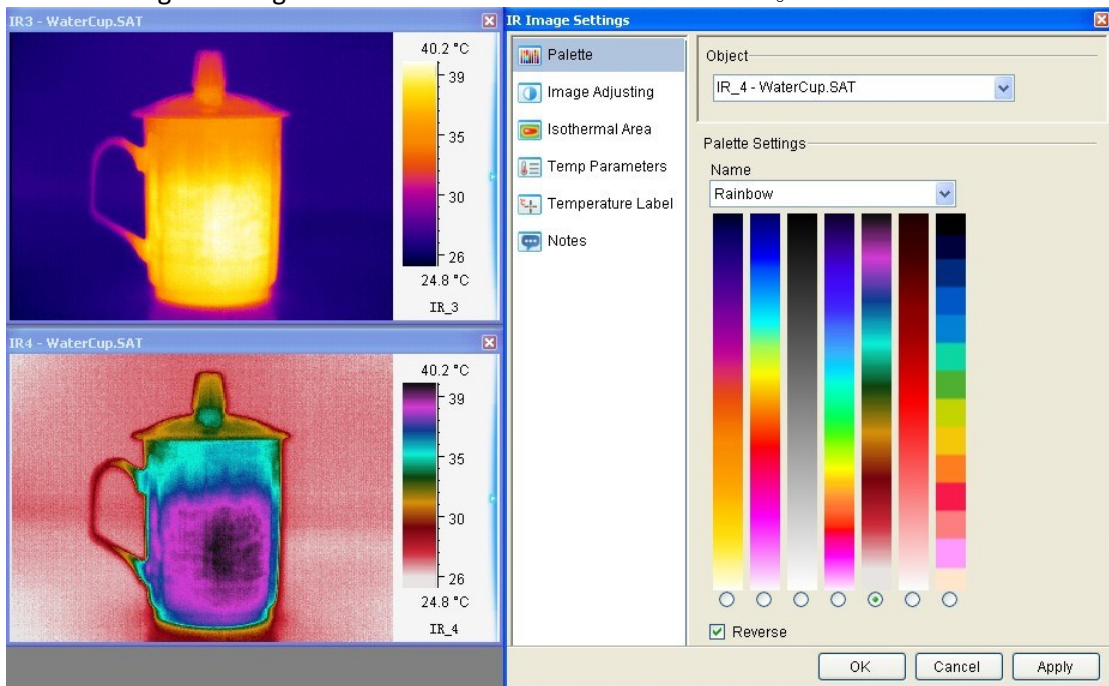 IR3 - WaterCup.SAT
40.2 °C
39
35
30
26
24.8 °C
IR_3
IR4 - WaterCup.SAT
40.2 °C
39
35
30
26
24.8 °C
IR_4
IR Image Settings
Palette
Image Adjusting
Isothermal Area
Temp Parameters
Temperature Label
Notes
Object
IR_4 - WaterCup.SAT
Palette Settings
Name
Rainbow
Reverse
OK Cancel Apply